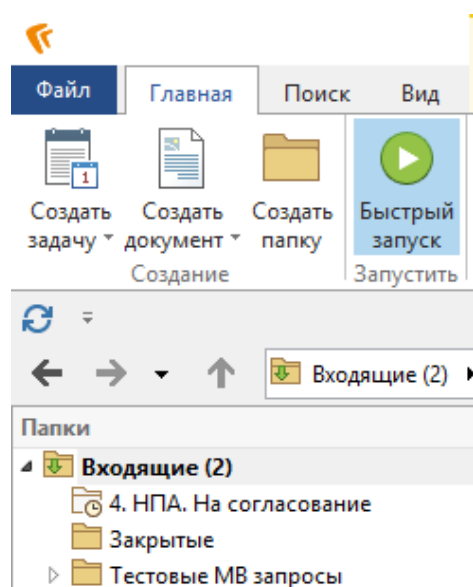 Файл Главная Поиск Вид
1
Создать задачу
Создать документ
Создать папку
Быстрый запуск
Создание Запустить
Входящие (2)
Папки
Входящие (2)
4. НПА. На согласование
Закрытые
Тестовые МВ запросы